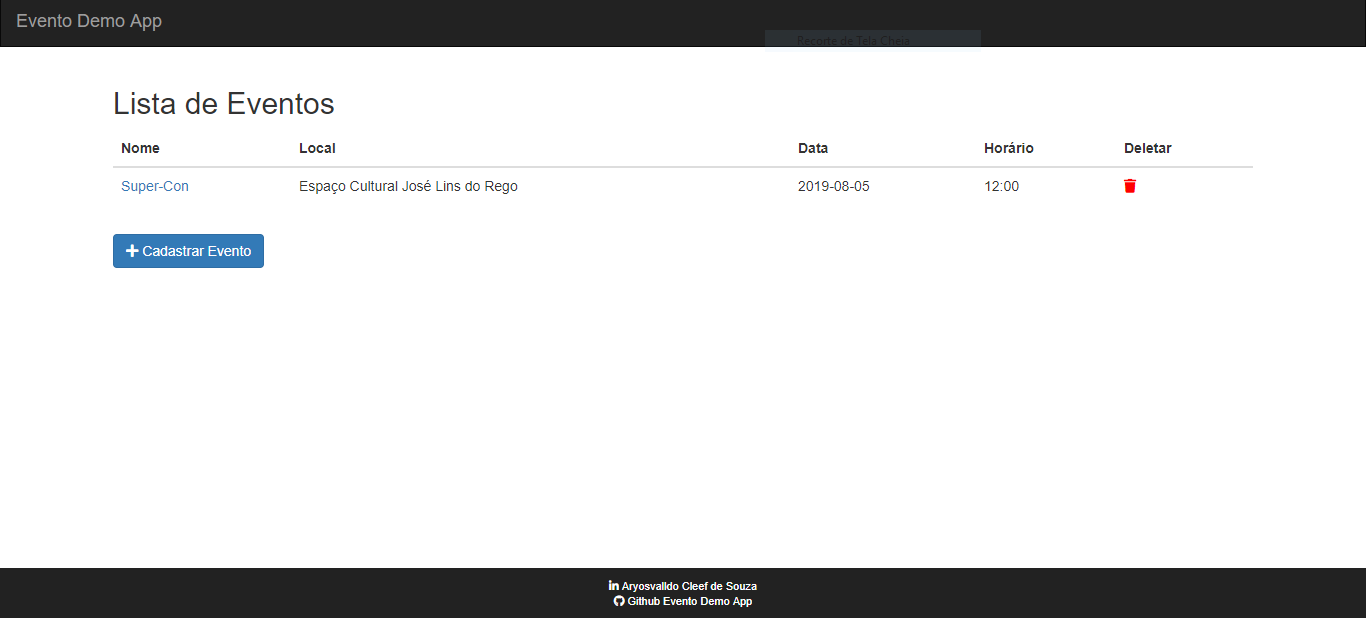 Evento Demo App
Recorte de Tela Cheia
Lista de Eventos
Nome Local Data Horário Deletar
Super-Con Espaço Cultural José Lins do Rego 2019-08-05 12:00
Cadastrar Evento
in Aryosvalldo Cleef de Souza
Github Evento Demo App